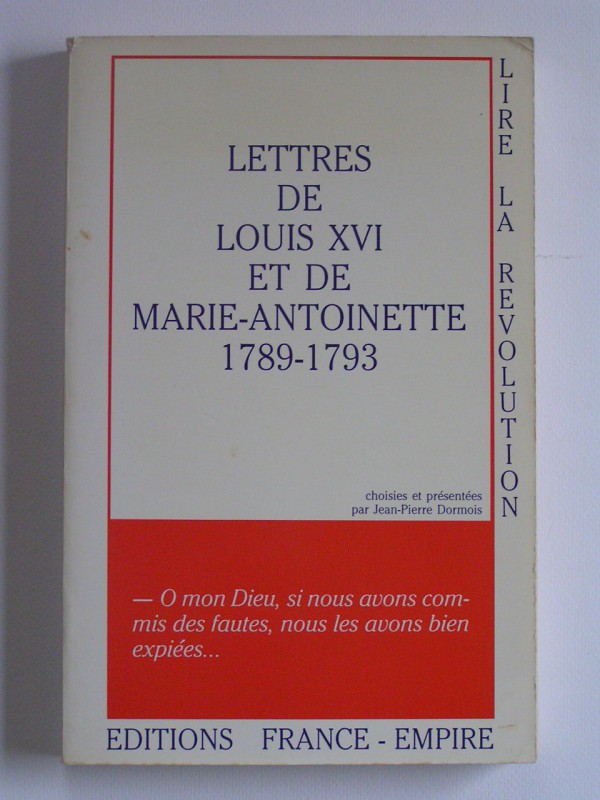 LETTRES
DE
LOUIS XVI
ET DE
MARIE-ANTOINETTE
1789-1793
choisies et présentées
par Jean-Pierre Dormois
LIRE LA REVOLUTION
— O mon Dieu, si nous avons com-
mis des fautes, nous les avons bien
expiées...
EDITIONS FRANCE - EMPIRE